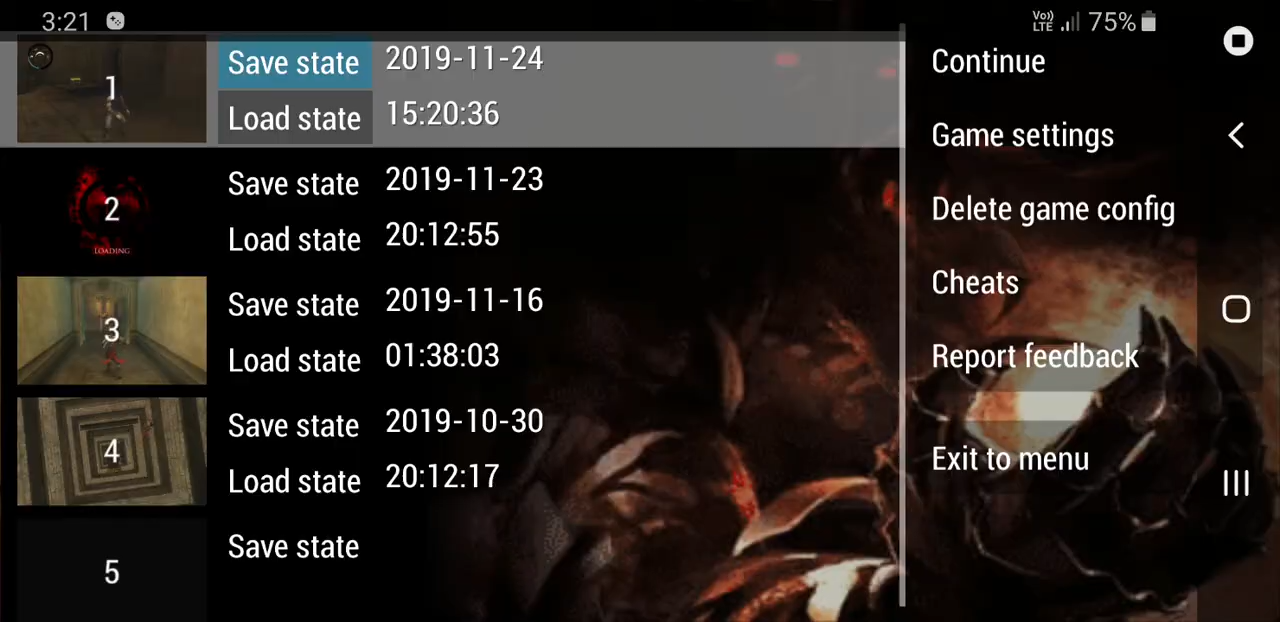 3:21
Vo)) LTE 75%
1
Save state 2019-11-24
Load state 15:20:36
2
LOADING
Save state 2019-11-23
Load state 20:12:55
3
Save state 2019-11-16
Load state 01:38:03
4
Save state 2019-10-30
Load state 20:12:17
5
Save state
Continue
Game settings
Delete game config
Cheats
Report feedback
Exit to menu